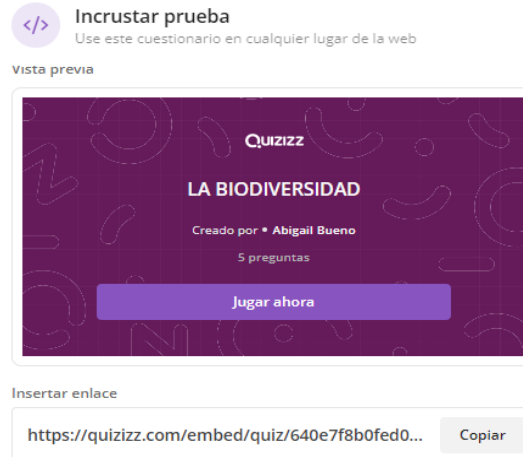 </>
Incrustar prueba
Use este cuestionario en cualquier lugar de la web
Vista previa
Quizizz
LA BIODIVERSIDAD
Creado por • Abigail Bueno
5 preguntas
Jugar ahora
Insertar enlace
https://quizizz.com/embed/quiz/640e7f8b0fed0...
Copiar